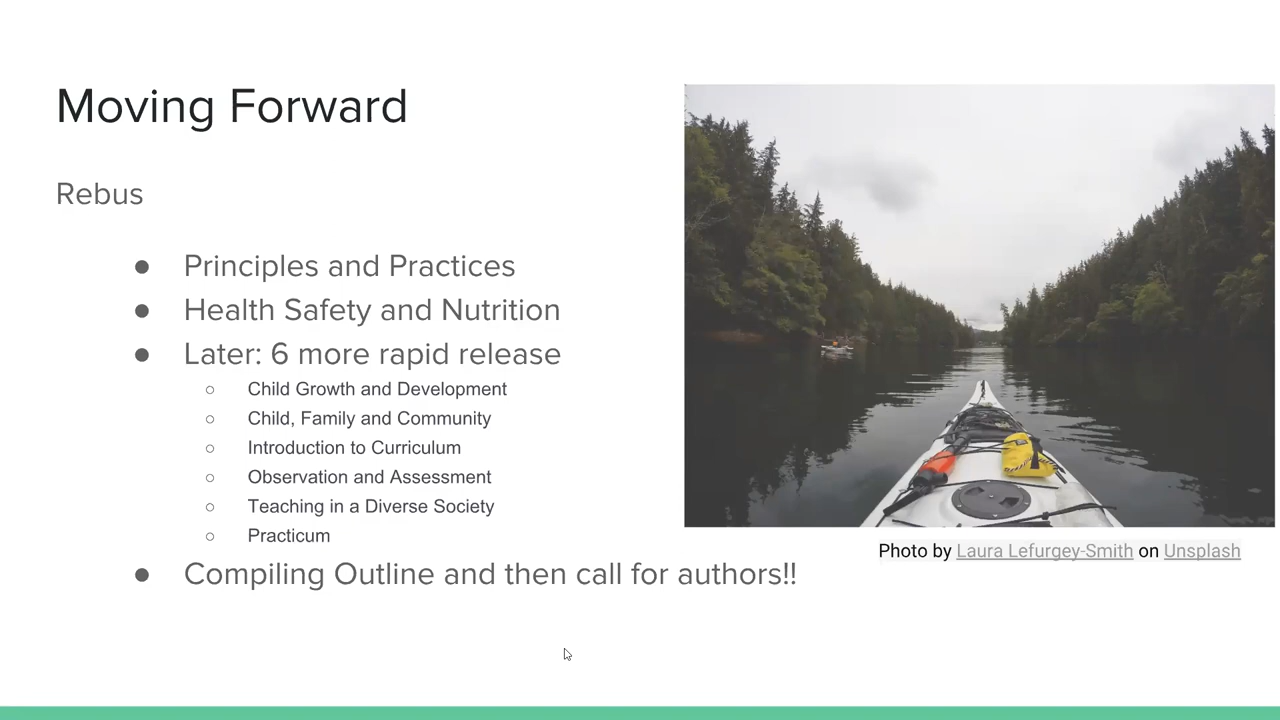 Moving Forward
Rebus
● Principles and Practices
● Health Safety and Nutrition
● Later: 6 more rapid release
○ Child Growth and Development
○ Child, Family and Community
○ Introduction to Curriculum
○ Observation and Assessment
○ Teaching in a Diverse Society
○ Practicum
● Compiling Outline and then call for authors!!
Photo by Laura Lefurgey-Smith on Unsplash